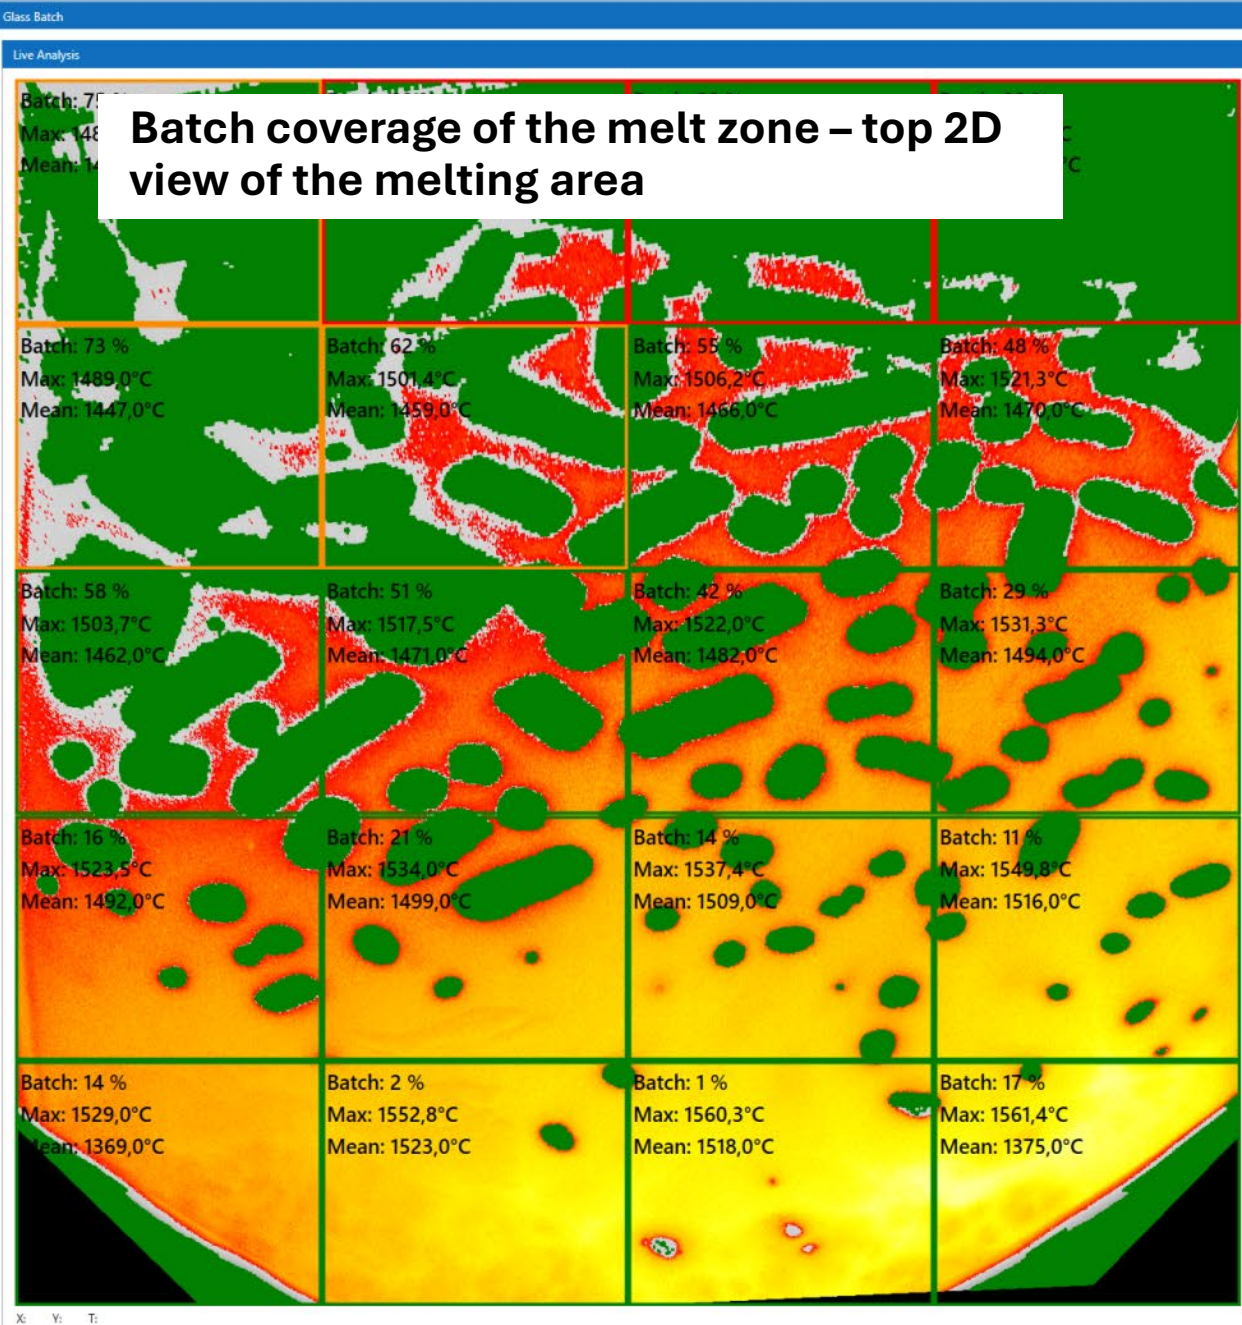 Glass Batch
Live Analysis
Batch coverage of the melt zone – top 2D
view of the melting area
Batch:
Max:
Mean:
°C
Batch: 73 %
Max: 1489,0°C
Mean: 1447,0°C
Batch: 62 %
Max: 1501,4°C
Mean: 1459,0°C
Batch: 55 %
Max: 1506,2°C
Mean: 1466,0°C
Batch: 48 %
Max: 1521,3°C
Mean: 1470,0°C
Batch: 58 %
Max: 1503,7°C
Mean: 1462,0°C
Batch: 51 %
Max: 1517,5°C
Mean: 1471,0°C
Batch: 42 %
Max: 1522,0°C
Mean: 1482,0°C
Batch: 29 %
Max: 1531,3°C
Mean: 1494,0°C
Batch: 16 %
Max: 1523,5°C
Mean: 1492,0°C
Batch: 21 %
Max: 1534,0°C
Mean: 1499,0°C
Batch: 14 %
Max: 1537,4°C
Mean: 1509,0°C
Batch: 11 %
Max: 1549,8°C
Mean: 1516,0°C
Batch: 14 %
Max: 1529,0°C
Mean: 1369,0°C
Batch: 2 %
Max: 1552,8°C
Mean: 1523,0°C
Batch: 1 %
Max: 1560,3°C
Mean: 1518,0°C
Batch: 17 %
Max: 1561,4°C
Mean: 1375,0°C
X: Y: T: